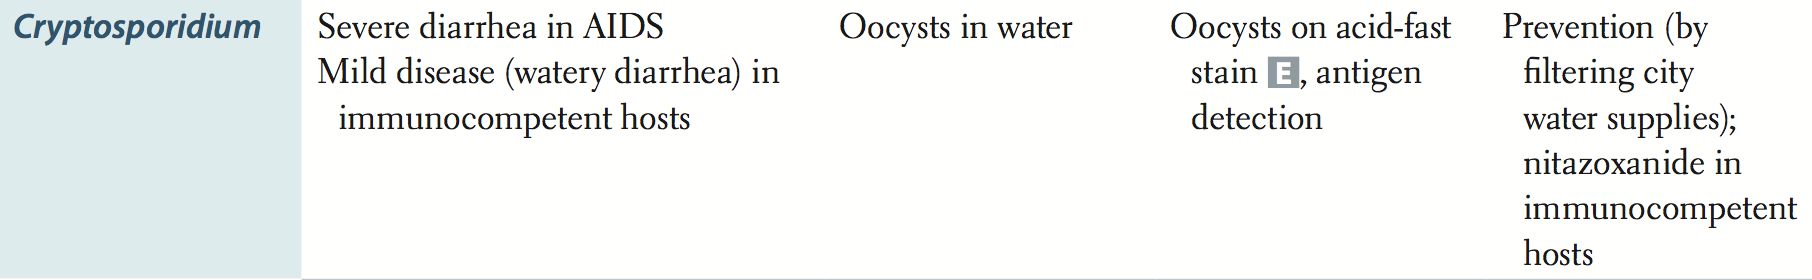 Cryptosporidium
Severe diarrhea in AIDS
Mild disease (watery diarrhea) in
immunocompetent hosts
Oocysts in water
Oocysts on acid-fast
stain E, antigen
detection
Prevention (by
filtering city
water supplies);
nitazoxanide in
immunocompetent
hosts